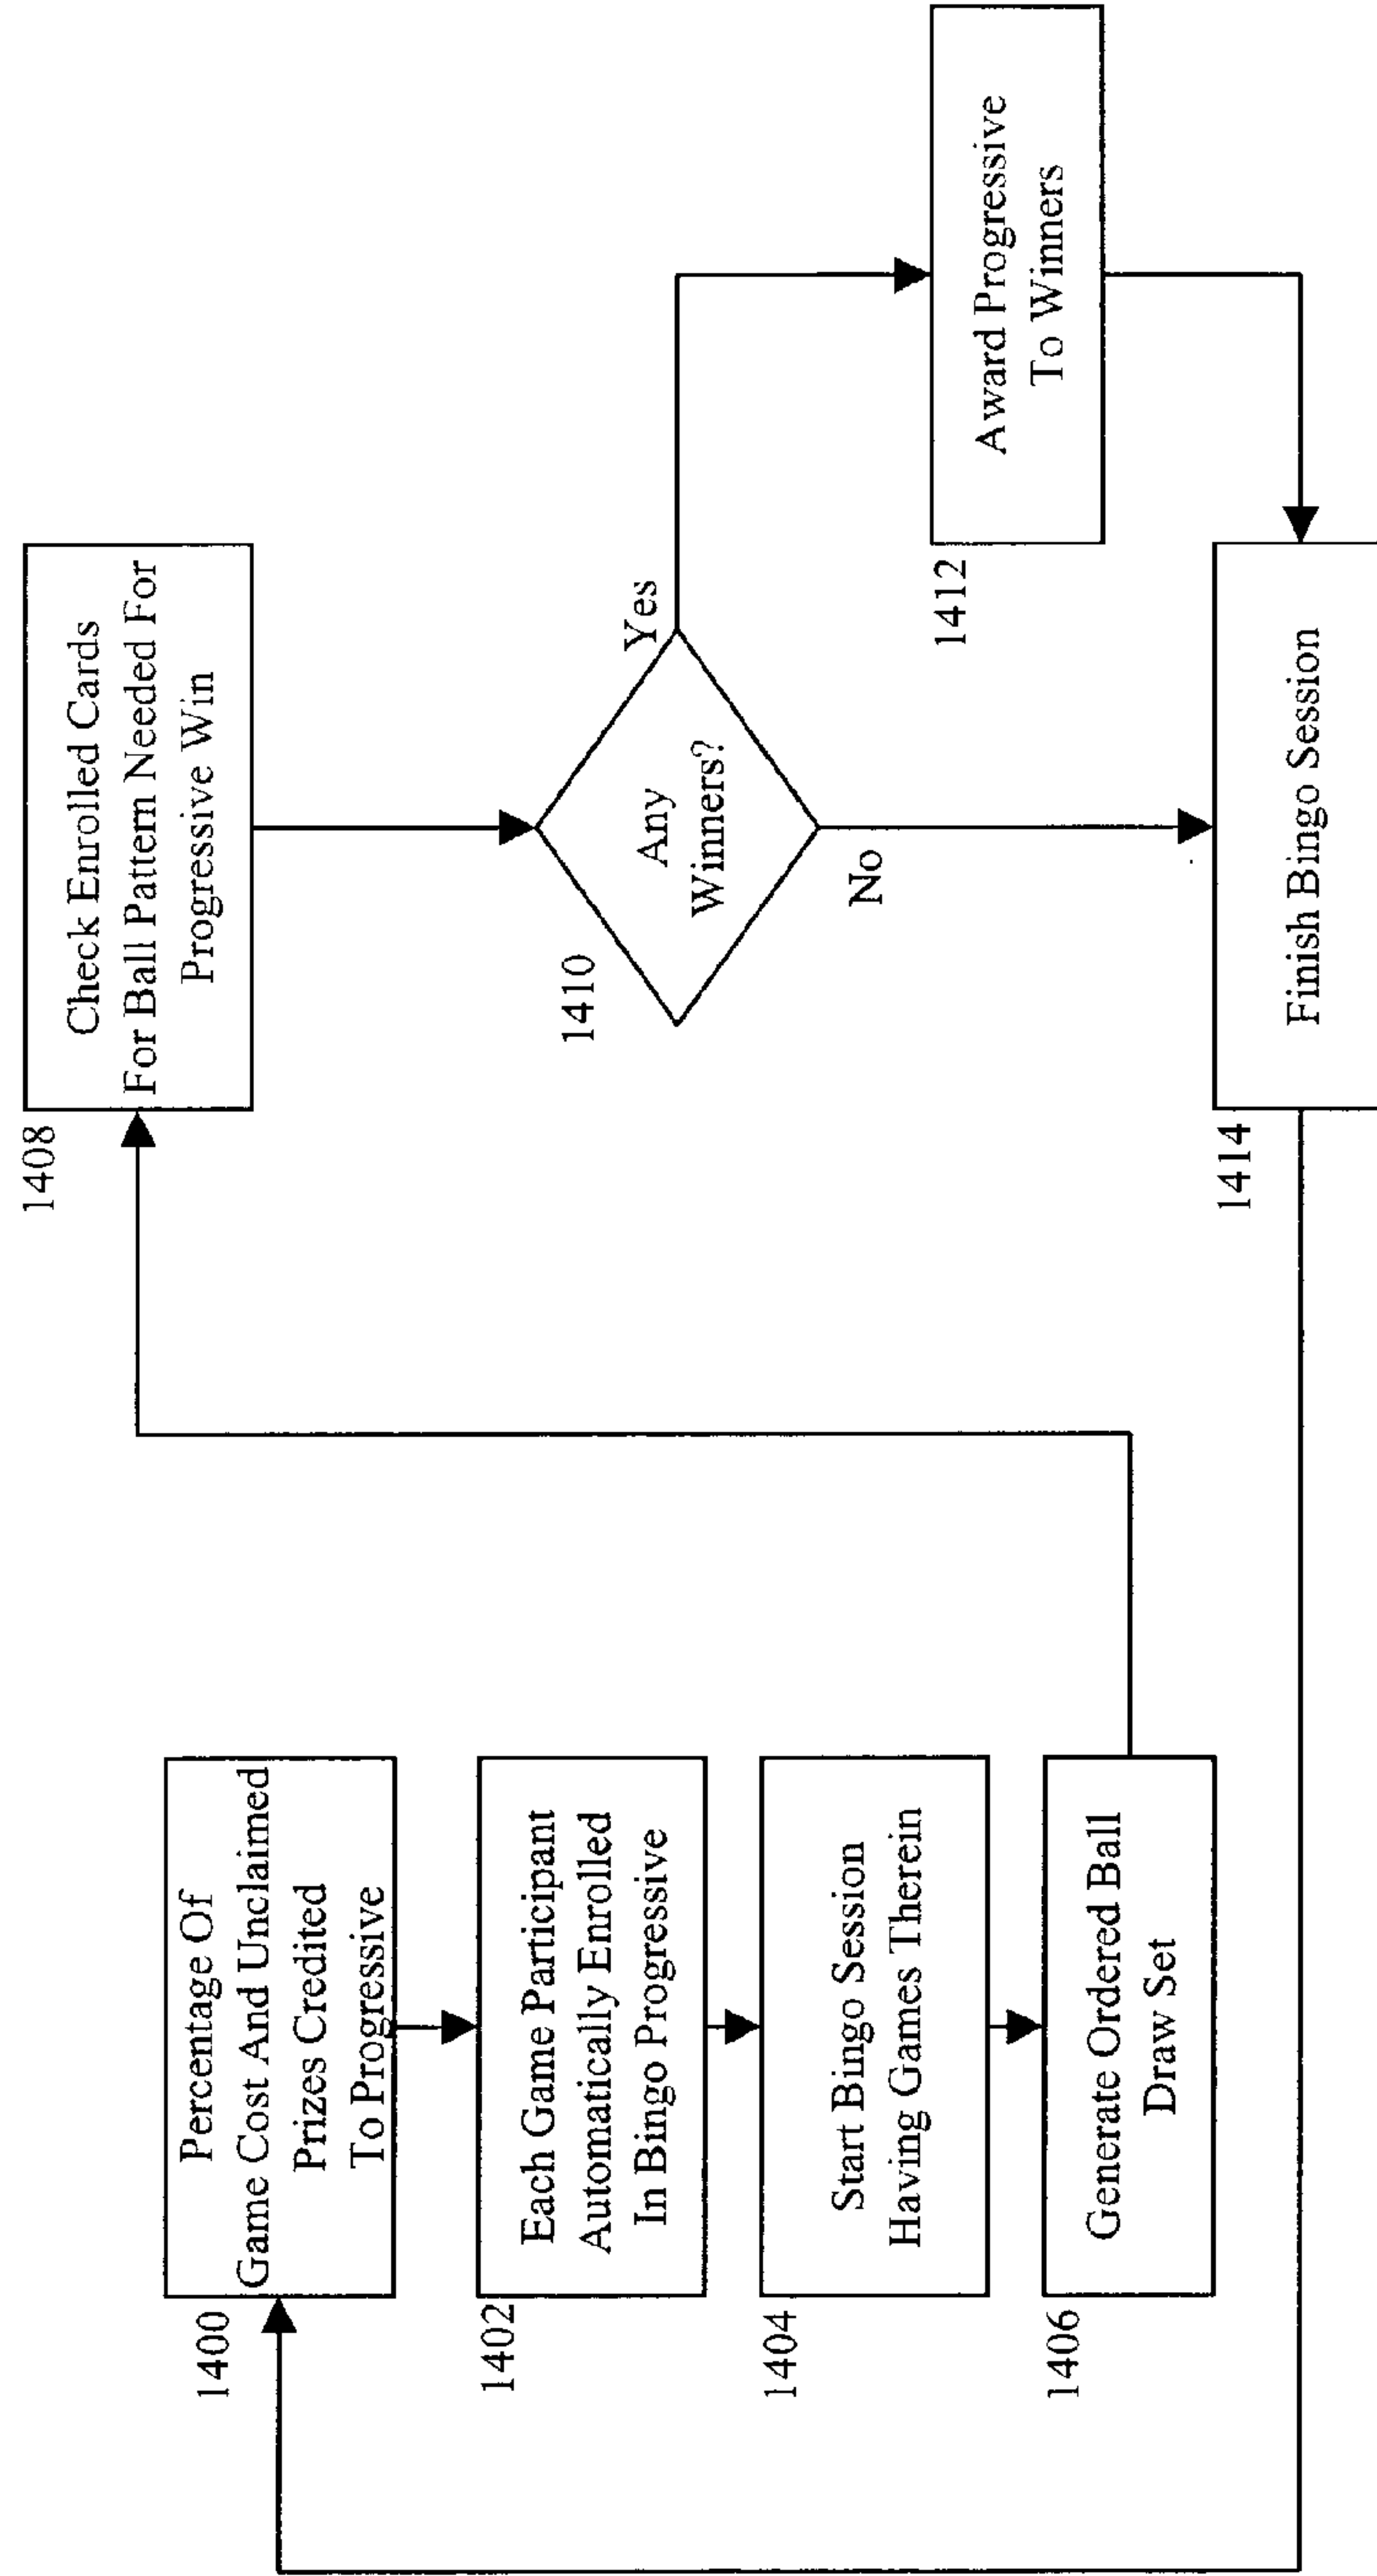 1400
Percentage Of
Game Cost And Unclaimed
Prizes Credited
To Progressive
1402
Each Game Participant
Automatically Enrolled
In Bingo Progressive
1404
Start Bingo Session
Having Games Therein
1406
Generate Ordered Ball
Draw Set
1408
Check Enrolled Cards
For Ball Pattern Needed For
Progressive Win
1410
Any
Winners?
Yes
No
1412
Award Progressive
To Winners
1414
Finish Bingo Session